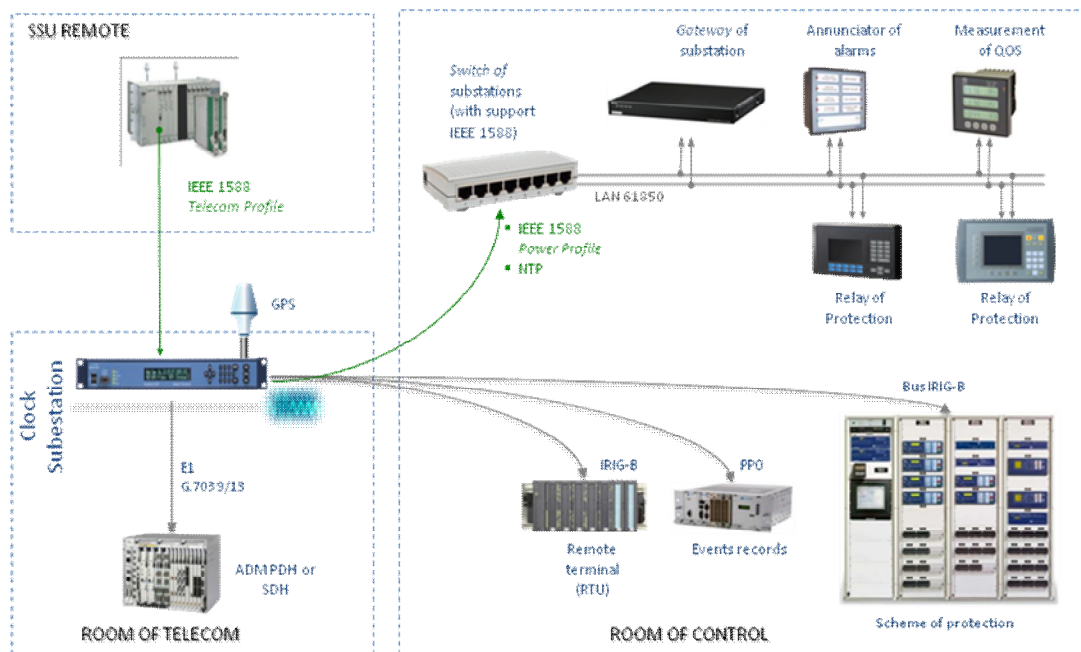 SSU REMOTE
IEEE 1588
Telecom Profile
GPS
Clock
Subestation
E1
G.7039/13
ADM PDH or
SDH
ROOM OF TELECOM
Switch of
substations
(with support
IEEE 1588)
Gateway of
substation
Annunciator of
alarms
Measurement
of QOS
LAN 61850
IEEE 1588
Power Profile
NTP
Relay of
Protection
Relay of
Protection
Bus IRIG-B
IRIG-B
PPO
Remote
terminal
(RTU)
Events records
Scheme of protection
ROOM OF CONTROL